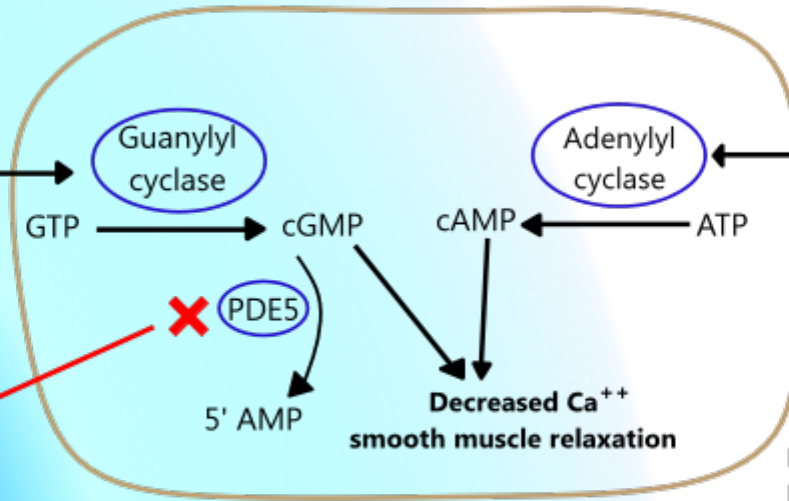 Guanylyl
cyclase
Adenylyl
cyclase
GTP
cGMP
cAMP
ATP
PDE5
5' AMP
Decreased Ca⁺⁺
smooth muscle relaxation